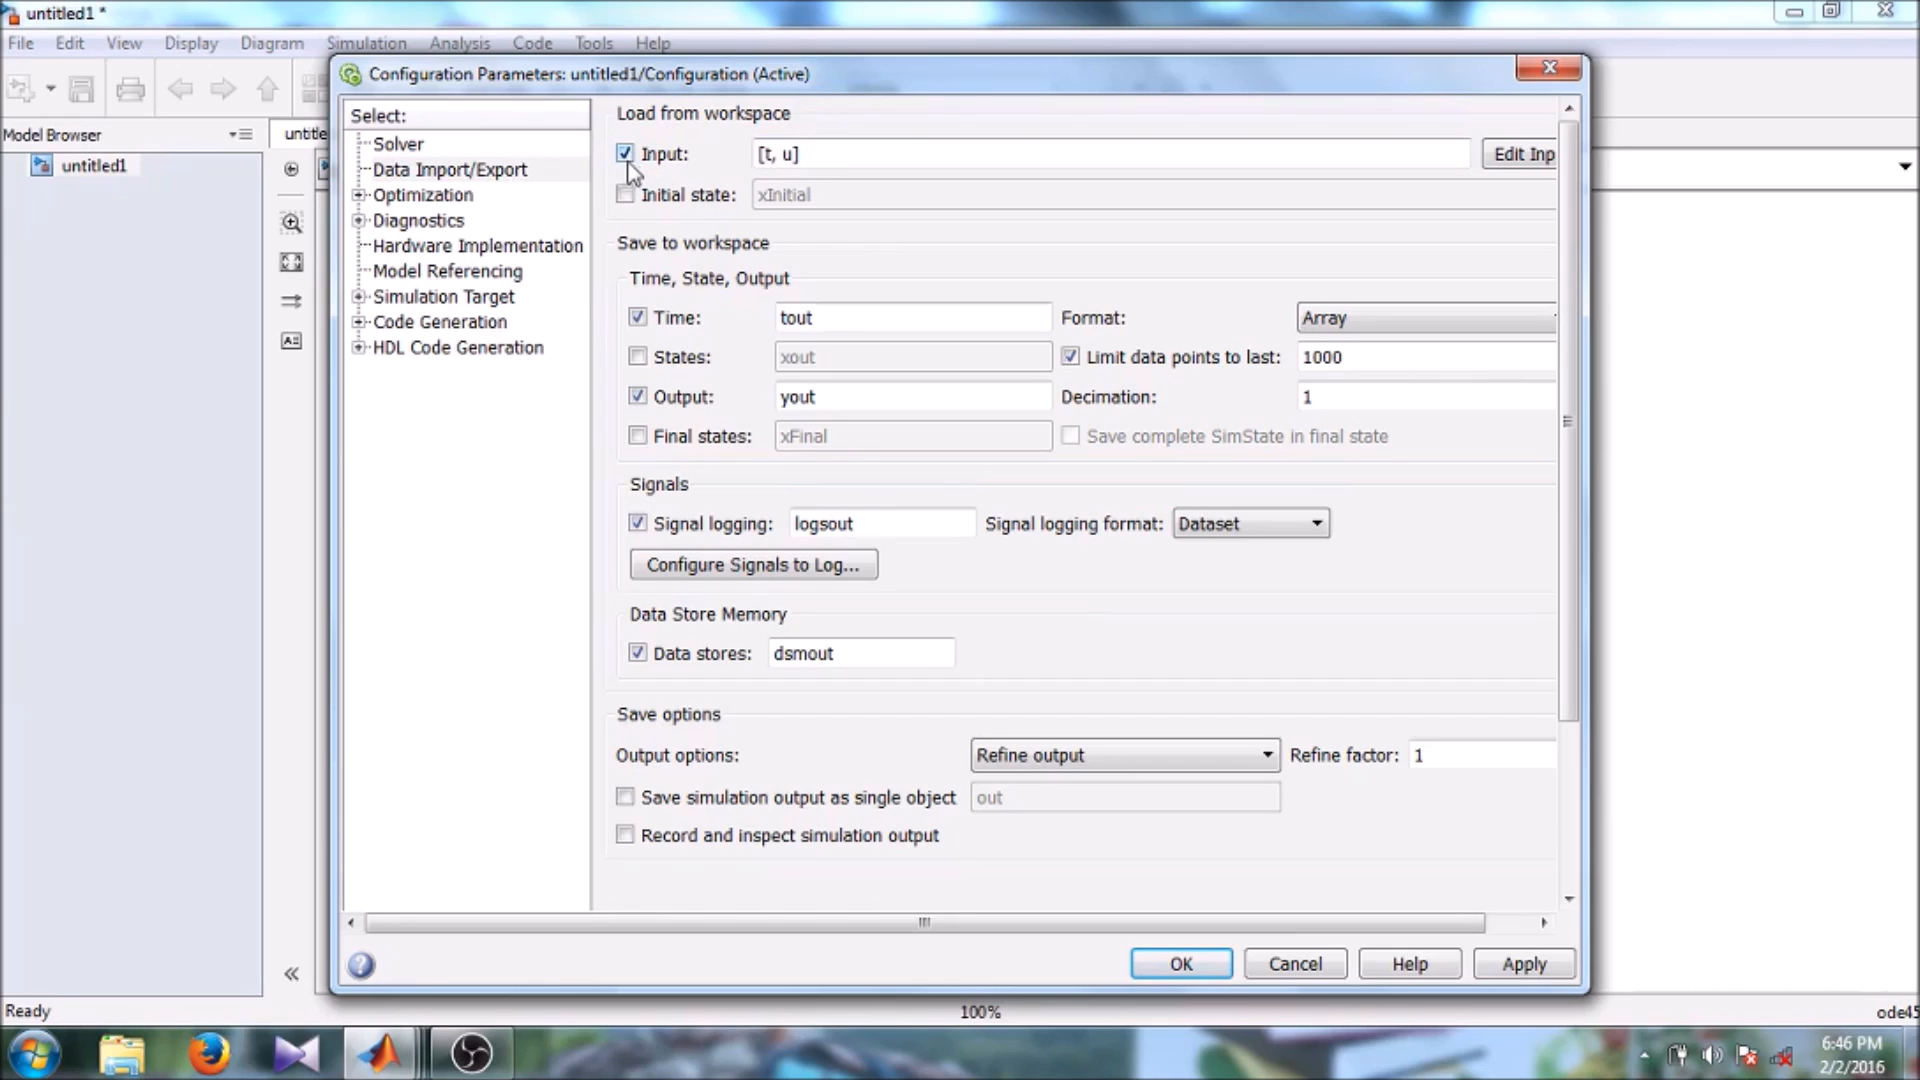 untitled1 *
File Edit View Display Diagram Simulation Analysis Code Tools Help
Configuration Parameters: untitled1/Configuration (Active)
Model Browser
untitled1
Select:
Solver
Data Import/Export
Optimization
Diagnostics
Hardware Implementation
Model Referencing
Simulation Target
Code Generation
HDL Code Generation
Load from workspace
Input: [t, u] Edit Inp
Initial state: xInitial
Save to workspace
Time, State, Output
Time: tout Format: Array
States: xout Limit data points to last: 1000
Output: yout Decimation: 1
Final states: xFinal Save complete SimState in final state
Signals
Signal logging: logsout Signal logging format: Dataset
Configure Signals to Log...
Data Store Memory
Data stores: dsmout
Save options
Output options: Refine output Refine factor: 1
Save simulation output as single object out
Record and inspect simulation output
OK Cancel Help Apply
Ready 100% ode45
6:46 PM
2/2/2016